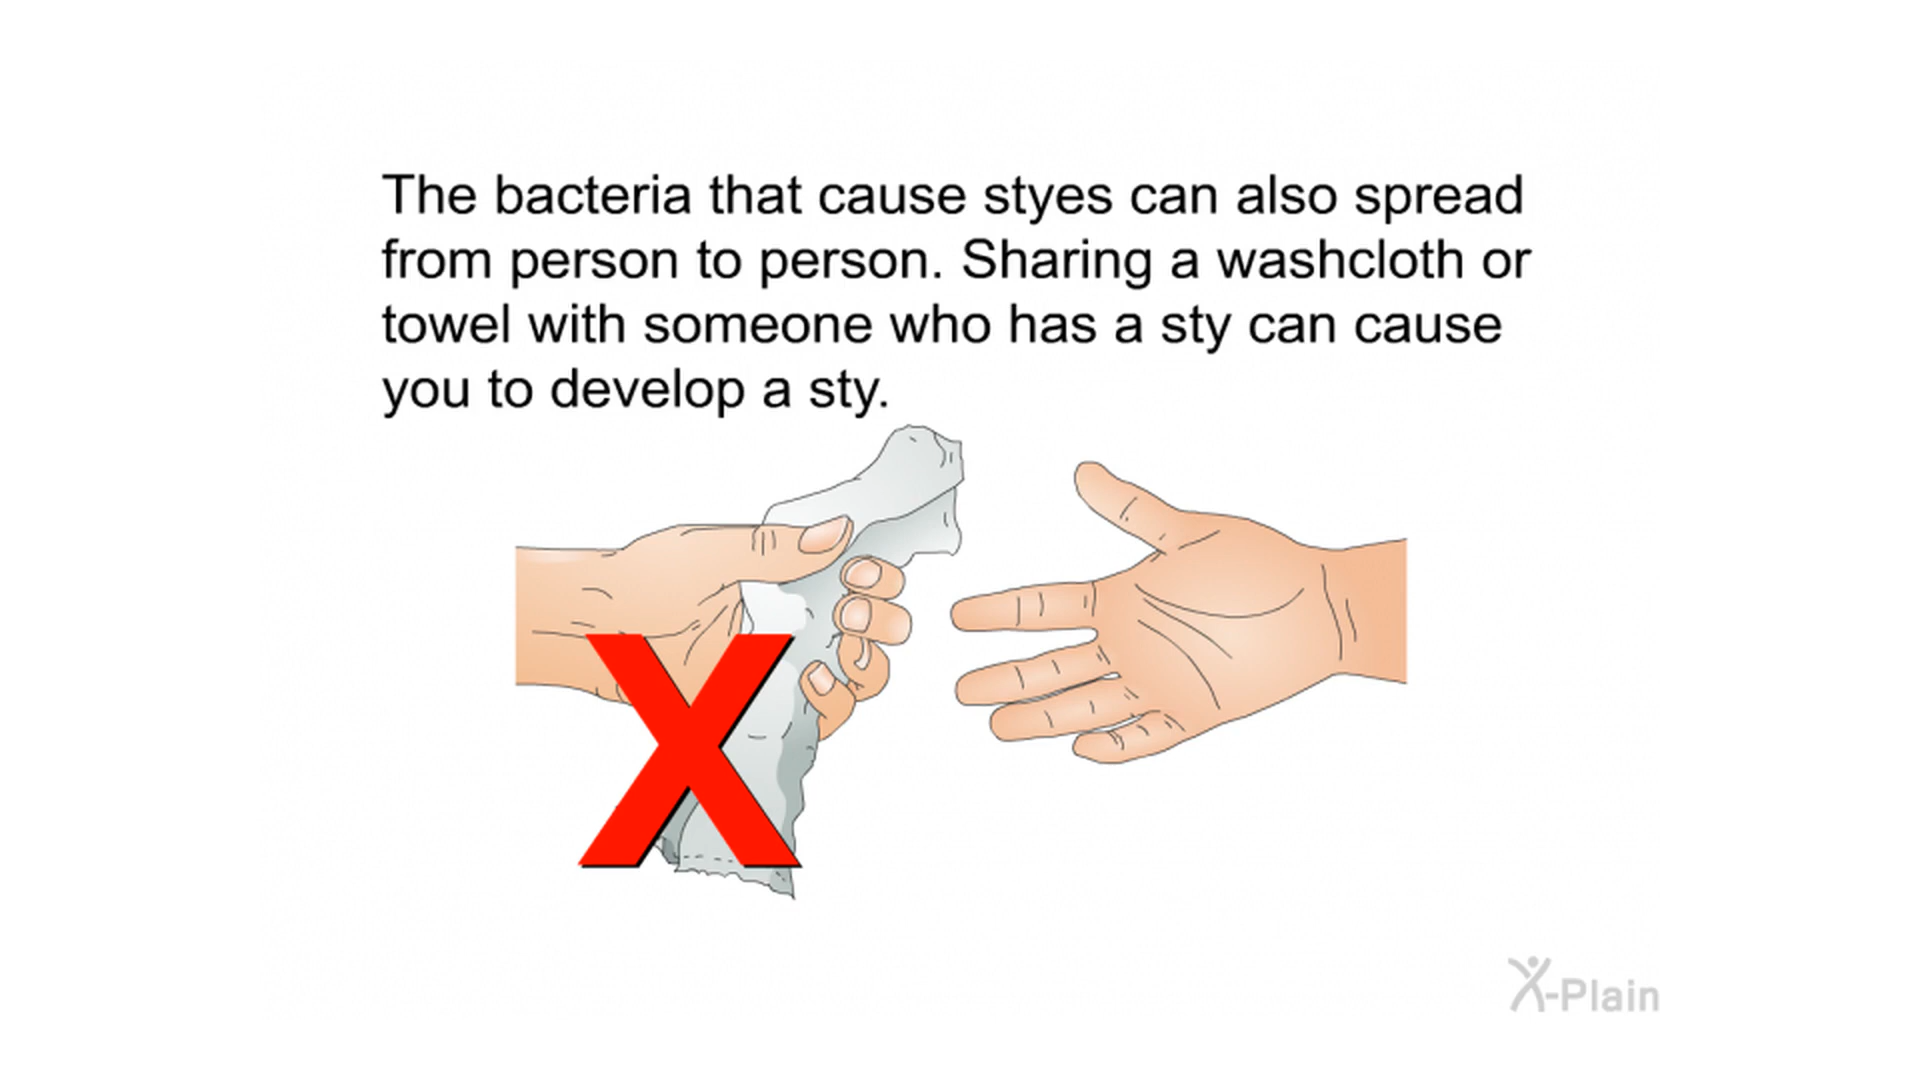 The bacteria that cause styes can also spread
from person to person. Sharing a washcloth or
towel with someone who has a sty can cause
you to develop a sty.
X
X-Plain